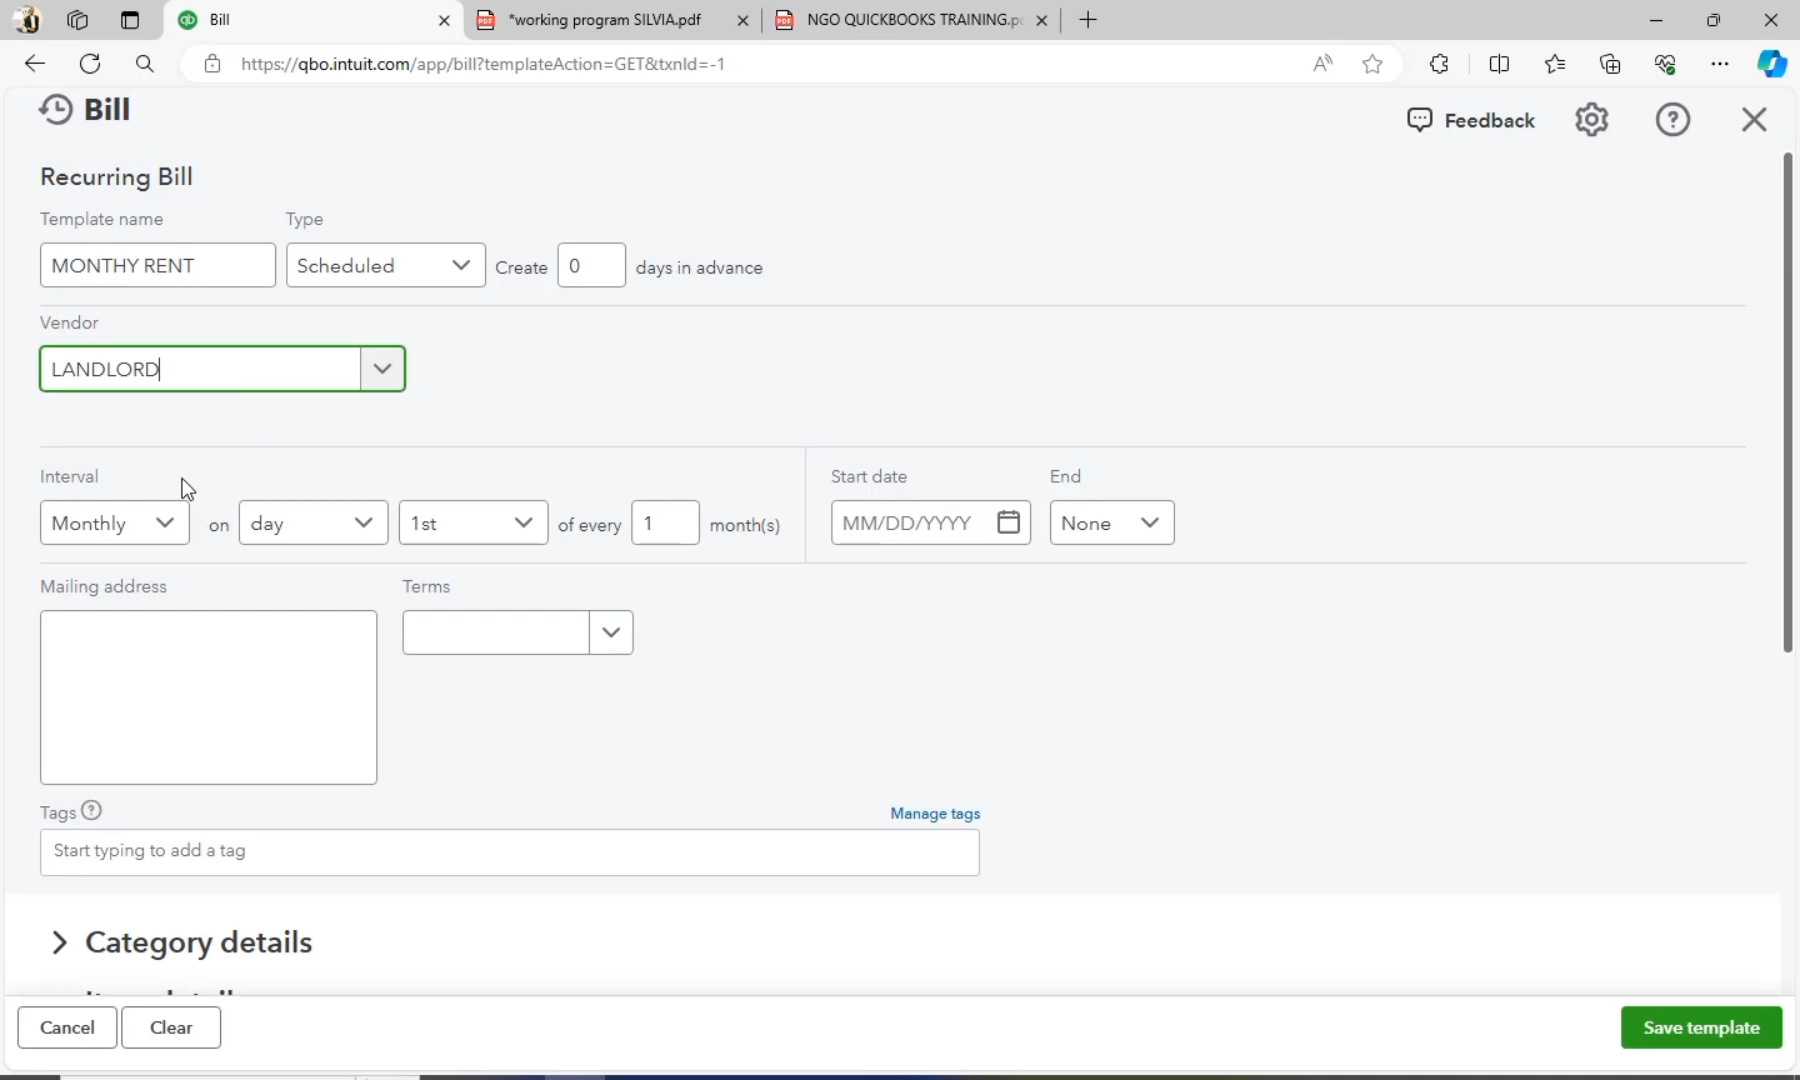 Bill
*working program SILVIA.pdf
NGO QUICKBOOKS TRAINING.pc
https://qbo.intuit.com/app/bill?templateAction=GET&txnId=-1
Bill
Feedback
Recurring Bill
Template name Type
MONTHY RENT Scheduled Create 0 days in advance
Vendor
LANDLORD
Interval Start date End
Monthly on day 1st of every 1 month(s) MM/DD/YYYY None
Mailing address Terms
Tags Manage tags
Start typing to add a tag
Category details
Cancel Clear Save template